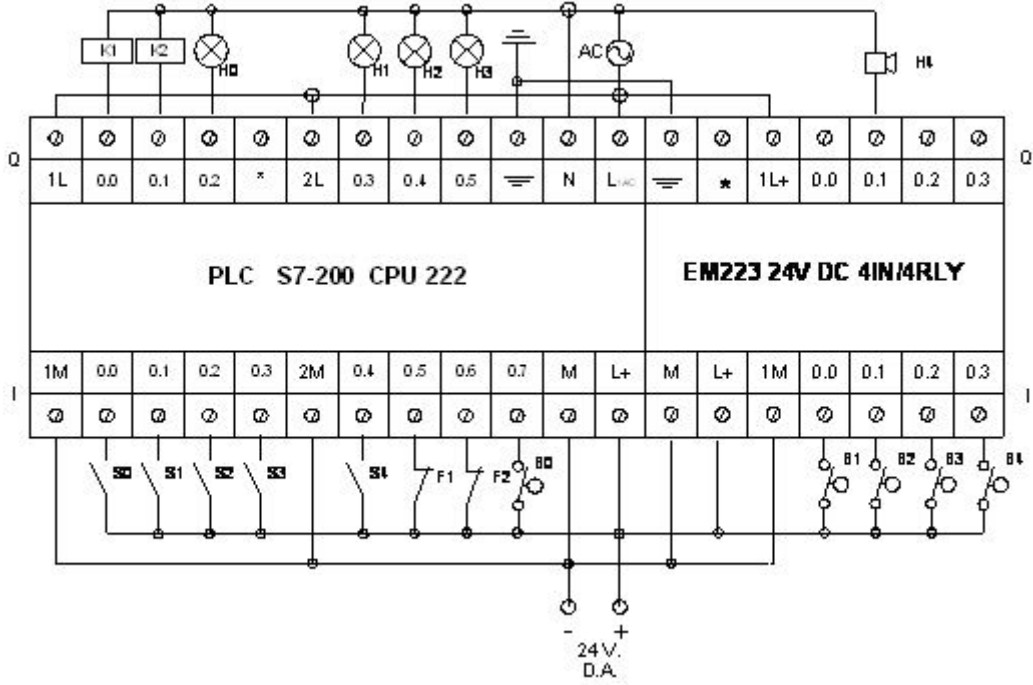 K1 K2 H0 H1 H2 H3 AC H4
Q Q
1L 0.0 0.1 0.2 * 2L 0.3 0.4 0.5 N L1AC * 1L+ 0.0 0.1 0.2 0.3
PLC S7-200 CPU 222
EM223 24V DC 4IN/4RLY
1M 0.0 0.1 0.2 0.3 2M 0.4 0.5 0.6 0.7 M L+ M L+ 1M 0.0 0.1 0.2 0.3
I I
S0 S1 S2 S3 S4 F1 F2 B0 B1 B2 B3 B4
- +
24 V.
D.A.